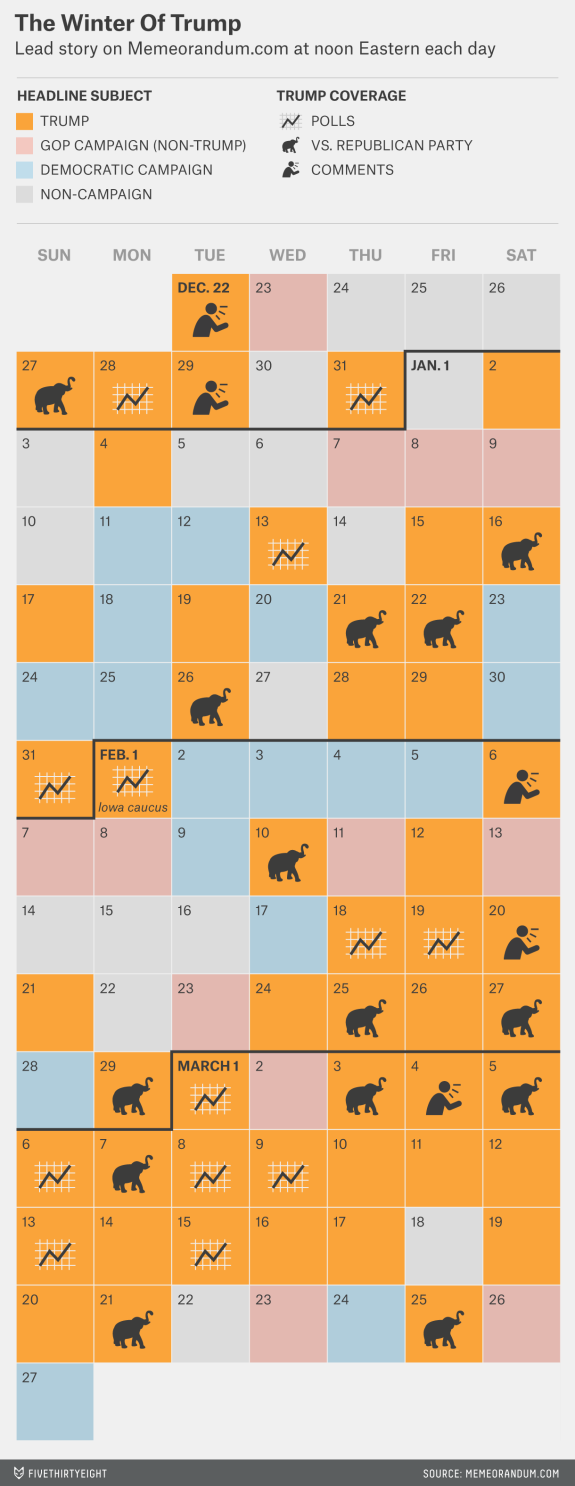 The Winter Of Trump
Lead story on Memeorandum.com at noon Eastern each day
HEADLINE SUBJECT TRUMP COVERAGE
TRUMP POLLS
GOP CAMPAIGN (NON-TRUMP) VS. REPUBLICAN PARTY
DEMOCRATIC CAMPAIGN COMMENTS
NON-CAMPAIGN
SUN MON TUE WED THU FRI SAT
DEC. 22 23 24 25 26
27 28 29 30 31 JAN. 1 2
3 4 5 6 7 8 9
10 11 12 13 14 15 16
17 18 19 20 21 22 23
24 25 26 27 28 29 30
31 FEB. 1 2 3 4 5 6
Iowa caucus
7 8 9 10 11 12 13
14 15 16 17 18 19 20
21 22 23 24 25 26 27
28 29 MARCH 1 2 3 4 5
6 7 8 9 10 11 12
13 14 15 16 17 18 19
20 21 22 23 24 25 26
27
FIVETHIRTYEIGHT SOURCE: MEMEORANDUM.COM